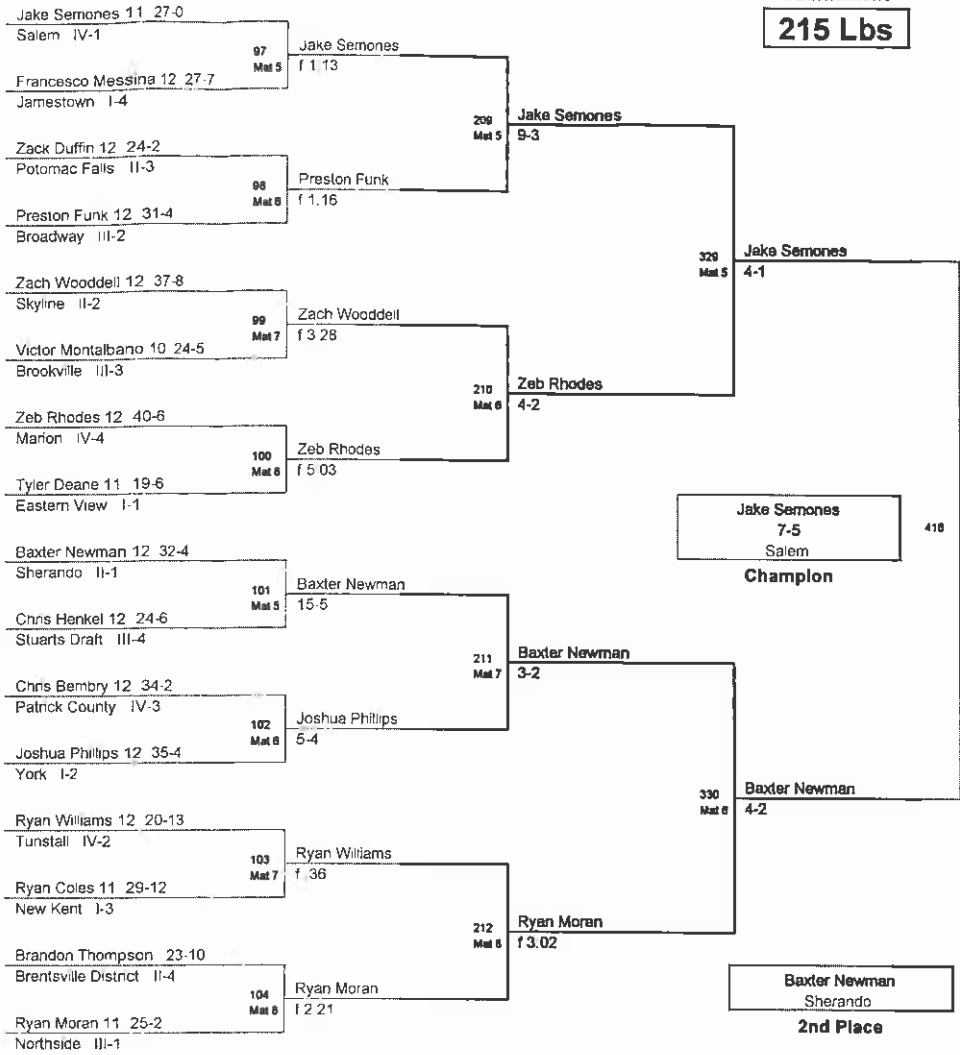 215 Lbs
Jake Semones 11 27-0
Salem IV-1
97
Mat 5
Jake Semones
f 1.13
Francesco Messina 12 27-7
Jamestown I-4
209
Mat 5
Jake Semones
9-3
Zack Duffin 12 24-2
Potomac Falls II-3
98
Mat 6
Preston Funk
f 1.16
Preston Funk 12 31-4
Broadway III-2
329
Mat 5
Jake Semones
4-1
Zach Wooddell 12 37-8
Skyline II-2
99
Mat 7
Zach Wooddell
f 3 28
Victor Montalbano 10 24-5
Brookville III-3
210
Mat 6
Zeb Rhodes
4-2
Zeb Rhodes 12 40-6
Marion IV-4
100
Mat 8
Zeb Rhodes
f 5 03
Tyler Deane 11 19-6
Eastern View I-1
Jake Semones
7-5
Salem
Champion
416
Baxter Newman 12 32-4
Sherando II-1
101
Mat 5
Baxter Newman
15-5
Chris Henkel 12 24-6
Stuarts Draft III-4
211
Mat 7
Baxter Newman
3-2
Chris Bembry 12 34-2
Patrick County IV-3
102
Mat 6
Joshua Phillips
5-4
Joshua Phillips 12 35-4
York I-2
330
Mat 6
Baxter Newman
4-2
Ryan Williams 12 20-13
Tunstall IV-2
103
Mat 7
Ryan Williams
f .36
Ryan Coles 11 29-12
New Kent I-3
212
Mat 8
Ryan Moran
f 3.02
Brandon Thompson 23-10
Brentsville District II-4
104
Mat 8
Ryan Moran
f 2 21
Ryan Moran 11 25-2
Northside III-1
Baxter Newman
Sherando
2nd Place